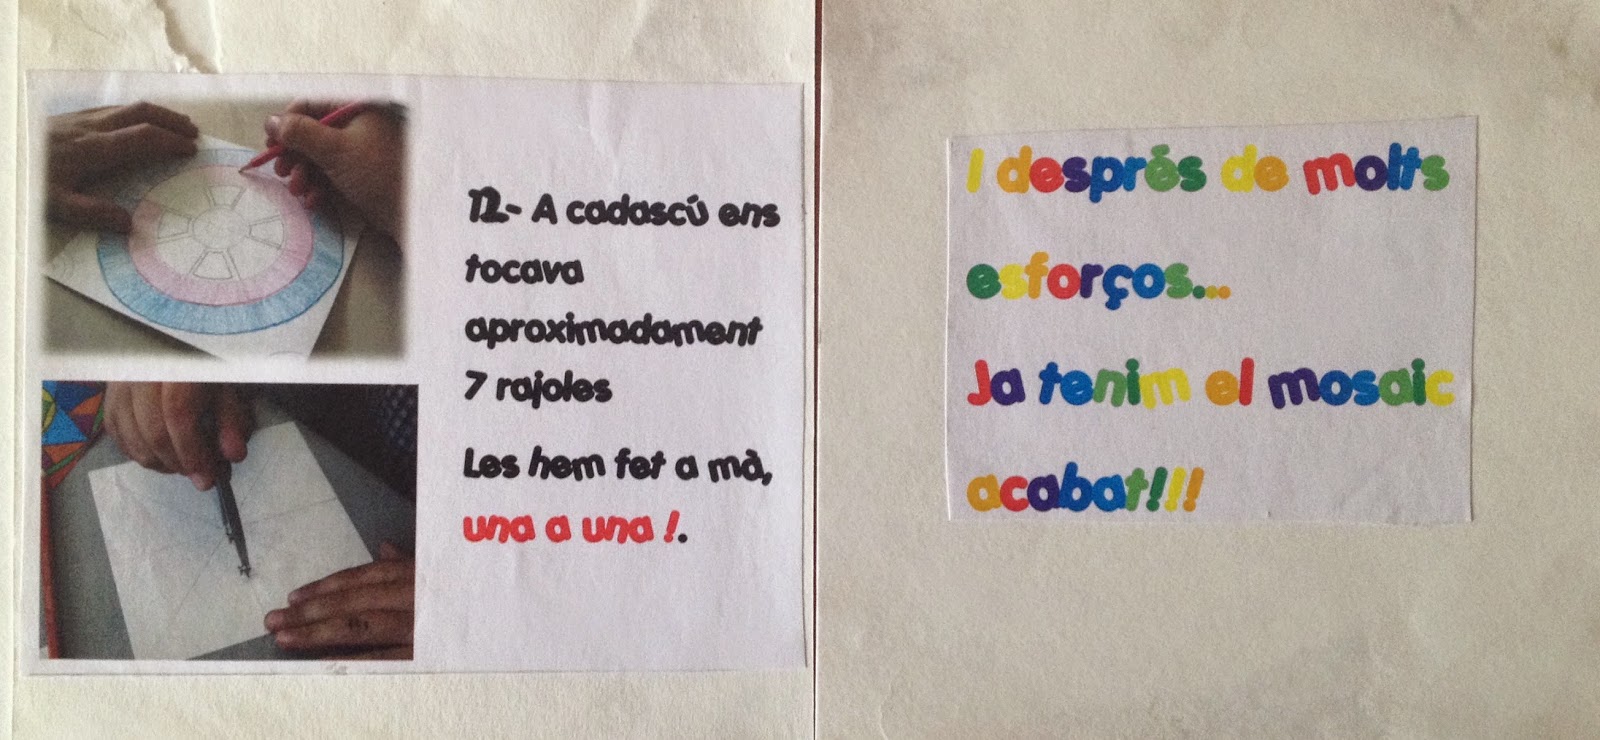 12.- A cadascú ens
tocava
aproximadament
7 rajoles
Les hem fet a mà,
una a una !.
I desprės de molts
esforços...
Ja tenim el mosaic
acabat!!!